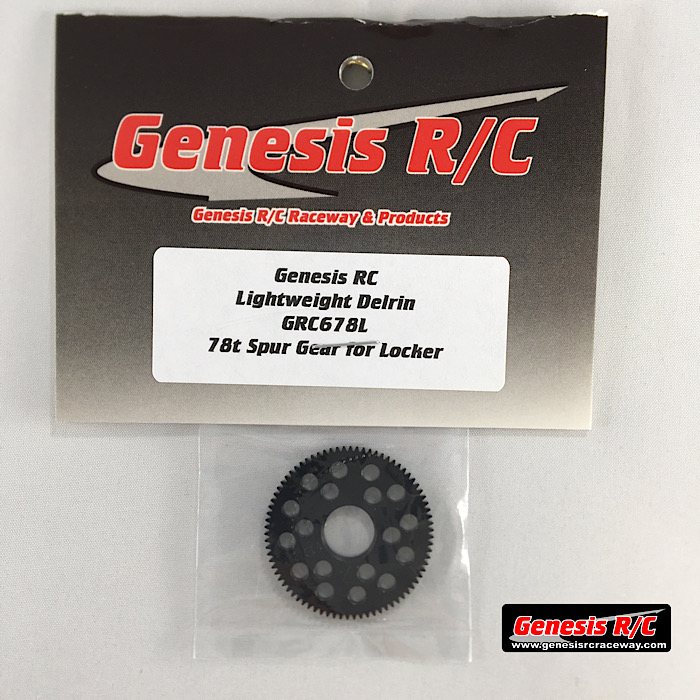 Genesis R/C
Genesis R/C Raceway & Products
Genesis RC
Lightweight Delrin
GRC678L
78t Spur Gear for Locker
Genesis R/C
www.genesisrcraceway.com